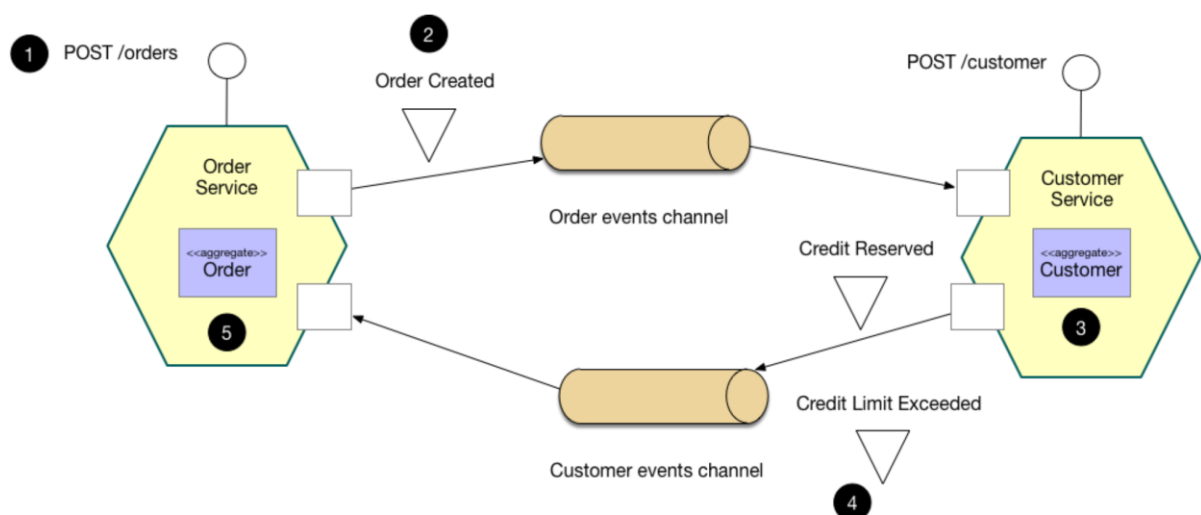 1
POST /orders
2
Order Created
POST /customer
Order
Service
<<aggregate>>
Order
5
Order events channel
Customer
Service
<<aggregate>>
Customer
3
Credit Reserved
Customer events channel
Credit Limit Exceeded
4